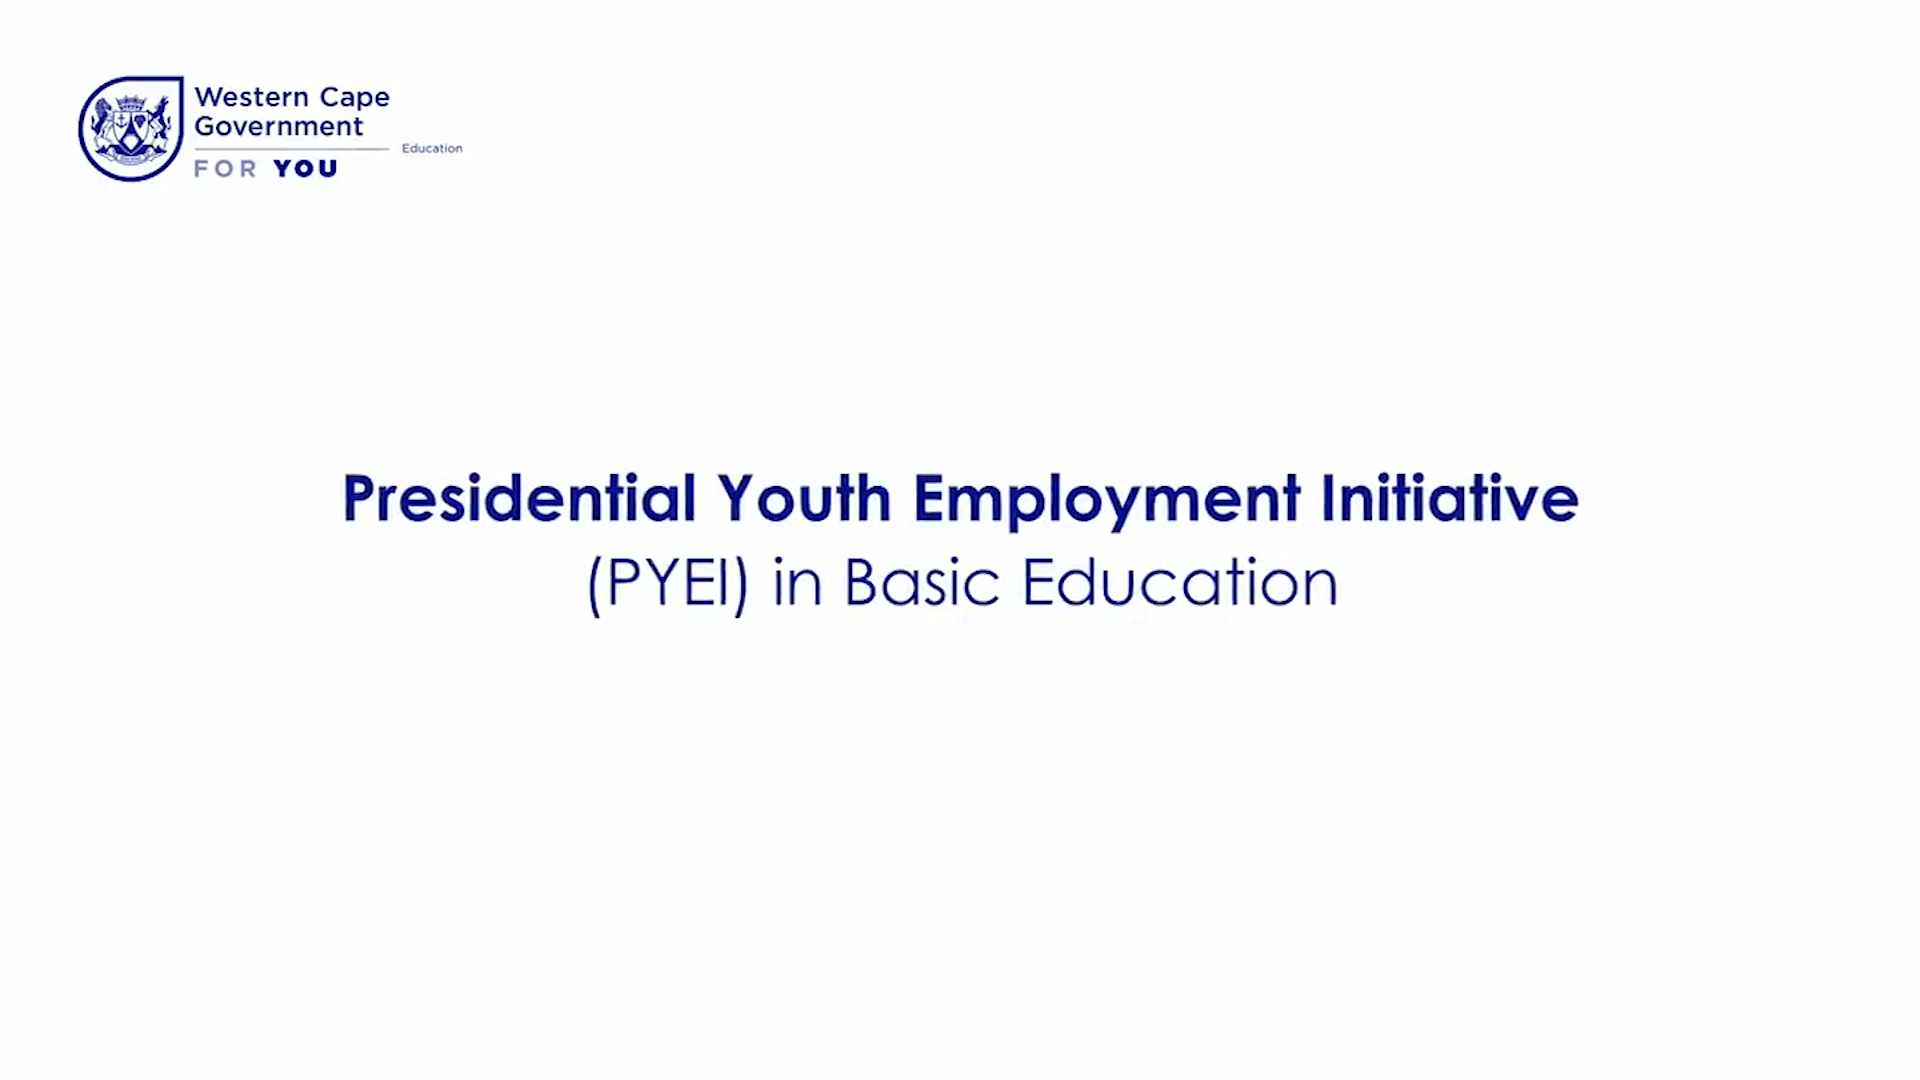 Western Cape
Government
Education
FOR YOU
Presidential Youth Employment Initiative
(PYEI) in Basic Education